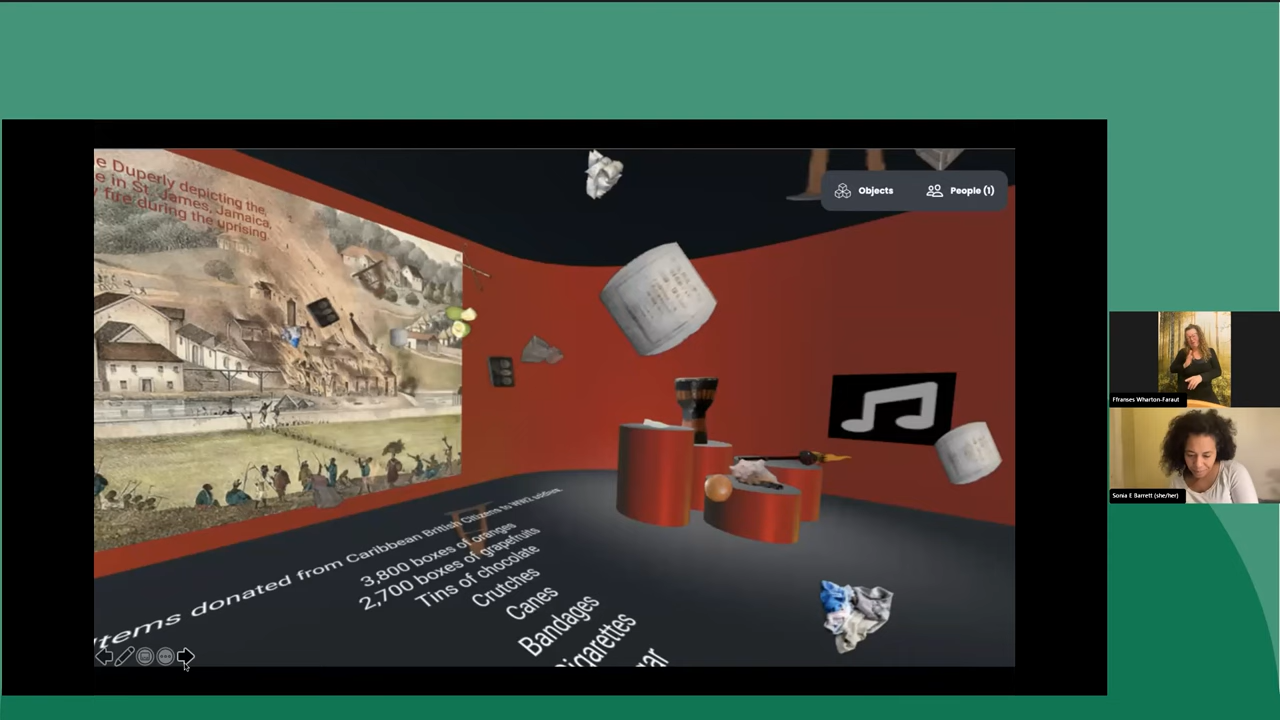 e Duperly depicting the,
e in St. James, Jamaica,
fire during the uprising.
Objects
People (1)
Items donated from Caribbean British Citizens to WW2 soldiers
3,800 boxes of oranges
2,700 boxes of grapefruits
Tins of chocolate
Crutches
Canes
Bandages
Cigarettes
Ffranses Wharton-Faraut
Sonia E Barrett (she/her)